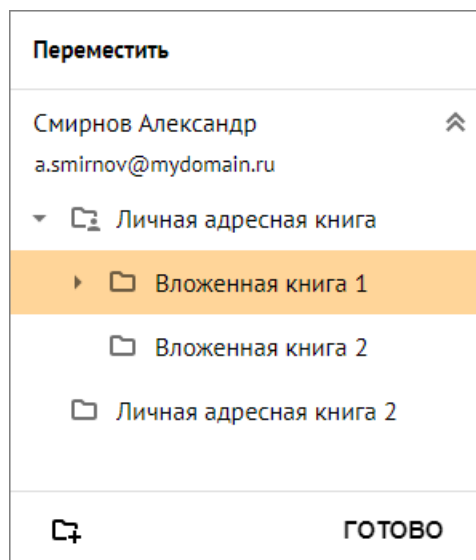 Переместить
Смирнов Александр
a.smirnov@mydomain.ru
Личная адресная книга
Вложенная книга 1
Вложенная книга 2
Личная адресная книга 2
ГОТОВО